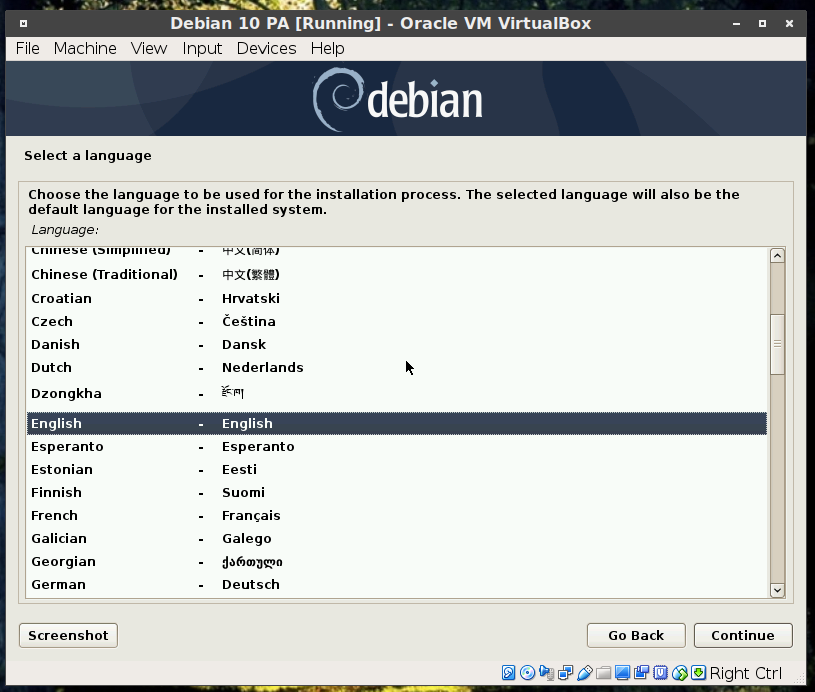 Debian 10 PA [Running] - Oracle VM VirtualBox
File Machine View Input Devices Help
debian
Select a language
Choose the language to be used for the installation process. The selected language will also be the
default language for the installed system.
Language:
Chinese (Simplified) - 中文(简体)
Chinese (Traditional) - 中文(繁體)
Croatian - Hrvatski
Czech - Čeština
Danish - Dansk
Dutch - Nederlands
Dzongkha - རྫོང་ཁ།
English - English
Esperanto - Esperanto
Estonian - Eesti
Finnish - Suomi
French - Français
Galician - Galego
Georgian - ქართული
German - Deutsch
Screenshot Go Back Continue
Right Ctrl